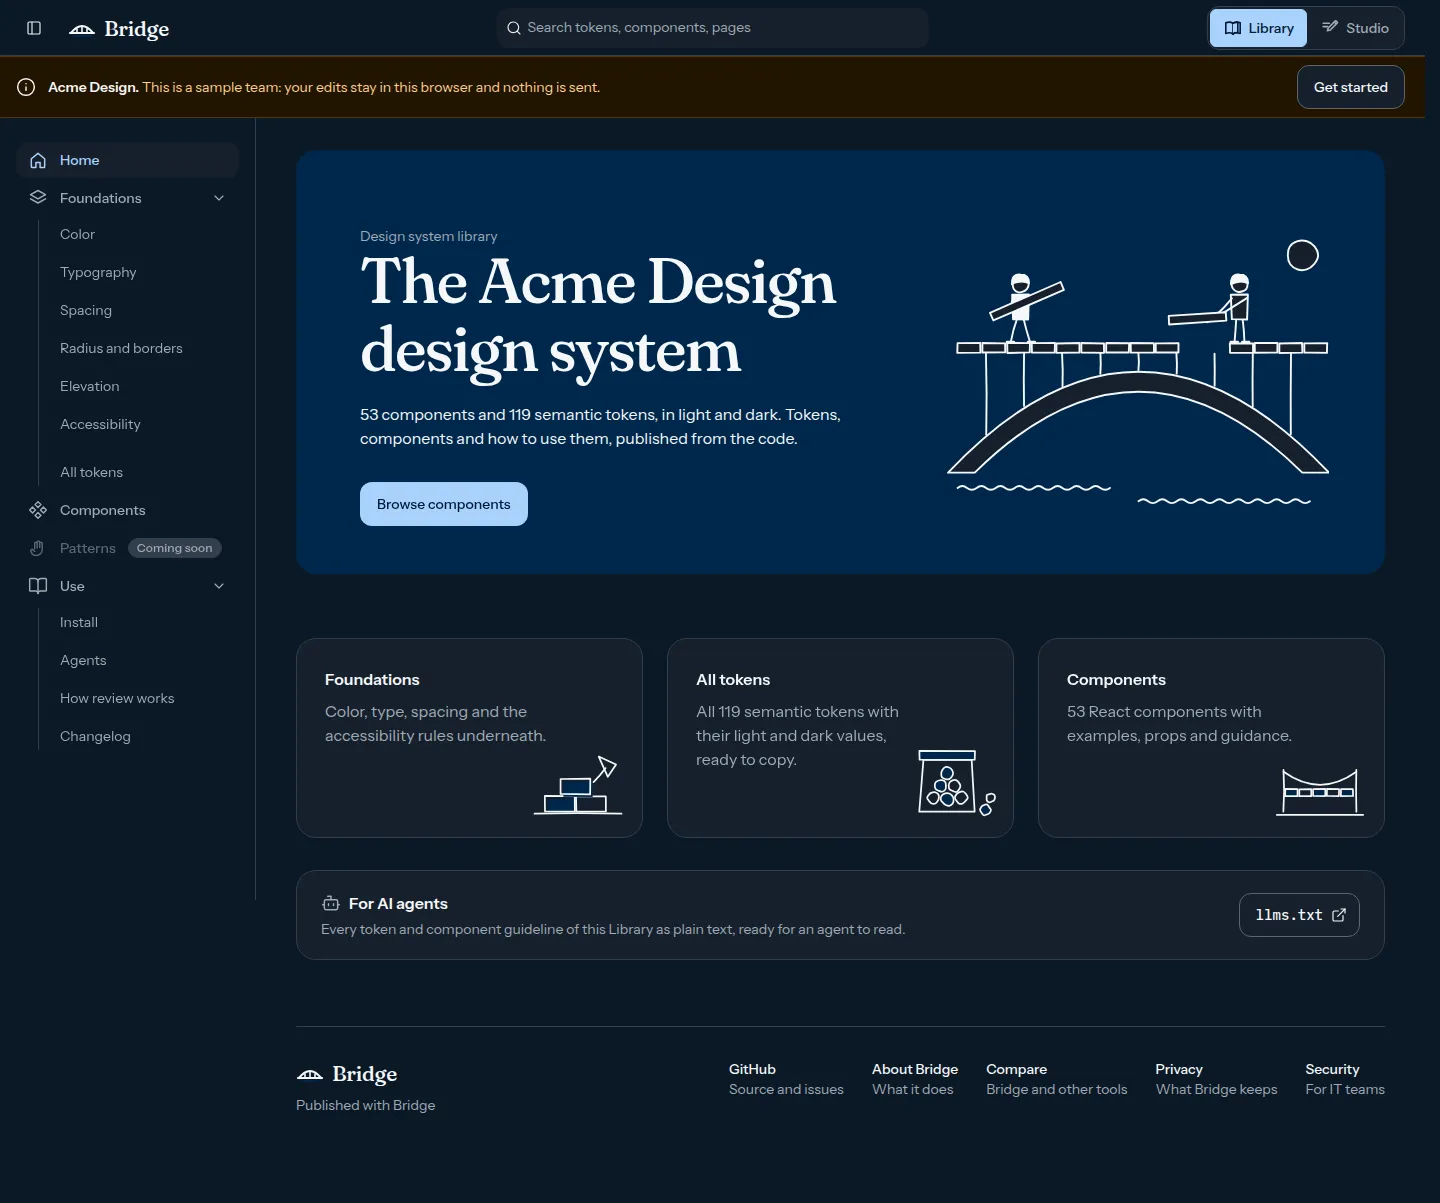 Bridge
Search tokens, components, pages
Library
Studio
Acme Design. This is a sample team: your edits stay in this browser and nothing is sent.
Get started
Home
Foundations
Color
Typography
Spacing
Radius and borders
Elevation
Accessibility
All tokens
Components
Patterns
Coming soon
Use
Install
Agents
How review works
Changelog
Design system library
The Acme Design
design system
53 components and 119 semantic tokens, in light and dark. Tokens,
components and how to use them, published from the code.
Browse components
Foundations
Color, type, spacing and the
accessibility rules underneath.
All tokens
All 119 semantic tokens with
their light and dark values,
ready to copy.
Components
53 React components with
examples, props and guidance.
For AI agents
Every token and component guideline of this Library as plain text, ready for an agent to read.
llms.txt
Bridge
Published with Bridge
GitHub
Source and issues
About Bridge
What it does
Compare
Bridge and other tools
Privacy
What Bridge keeps
Security
For IT teams